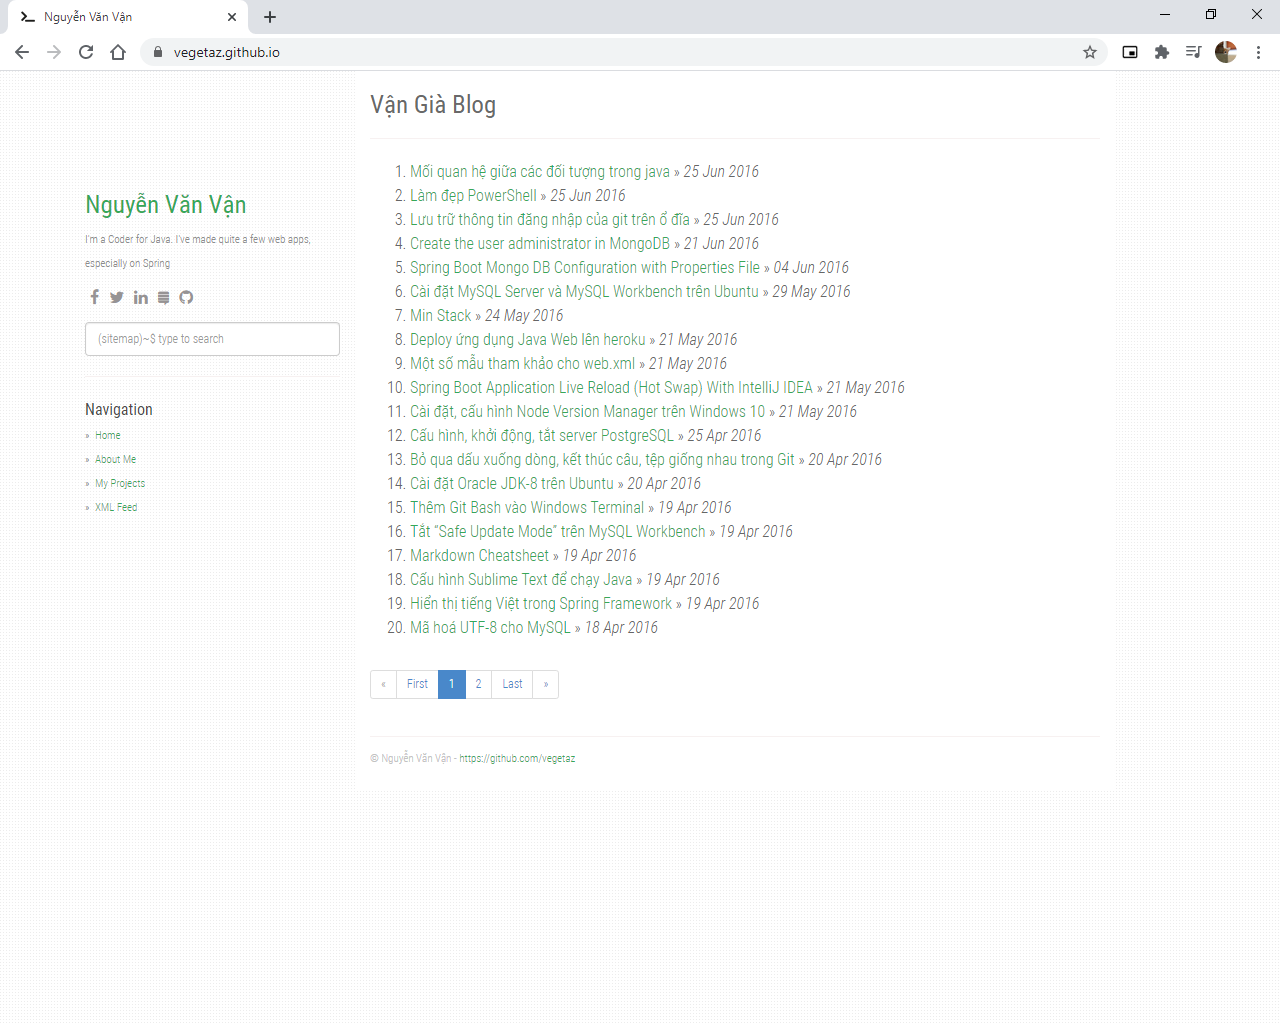 Nguyễn Văn Vận
vegetaz.github.io
Vận Già Blog
Nguyễn Văn Vận
I'm a Coder for Java. I've made quite a few web apps,
especially on Spring
(sitemap)~$ type to search
Navigation
» Home
» About Me
» My Projects
» XML Feed
1. Mối quan hệ giữa các đối tượng trong java » 25 Jun 2016
2. Làm đẹp PowerShell » 25 Jun 2016
3. Lưu trữ thông tin đăng nhập của git trên ổ đĩa » 25 Jun 2016
4. Create the user administrator in MongoDB » 21 Jun 2016
5. Spring Boot Mongo DB Configuration with Properties File » 04 Jun 2016
6. Cài đặt MySQL Server và MySQL Workbench trên Ubuntu » 29 May 2016
7. Min Stack » 24 May 2016
8. Deploy ứng dụng Java Web lên heroku » 21 May 2016
9. Một số mẫu tham khảo cho web.xml » 21 May 2016
10. Spring Boot Application Live Reload (Hot Swap) With IntelliJ IDEA » 21 May 2016
11. Cài đặt, cấu hình Node Version Manager trên Windows 10 » 21 May 2016
12. Cấu hình, khởi động, tắt server PostgreSQL » 25 Apr 2016
13. Bỏ qua dấu xuống dòng, kết thúc câu, tệp giống nhau trong Git » 20 Apr 2016
14. Cài đặt Oracle JDK-8 trên Ubuntu » 20 Apr 2016
15. Thêm Git Bash vào Windows Terminal » 19 Apr 2016
16. Tắt “Safe Update Mode” trên MySQL Workbench » 19 Apr 2016
17. Markdown Cheatsheet » 19 Apr 2016
18. Cấu hình Sublime Text để chạy Java » 19 Apr 2016
19. Hiển thị tiếng Việt trong Spring Framework » 19 Apr 2016
20. Mã hoá UTF-8 cho MySQL » 18 Apr 2016
« First 1 2 Last »
© Nguyễn Văn Vận - https://github.com/vegetaz